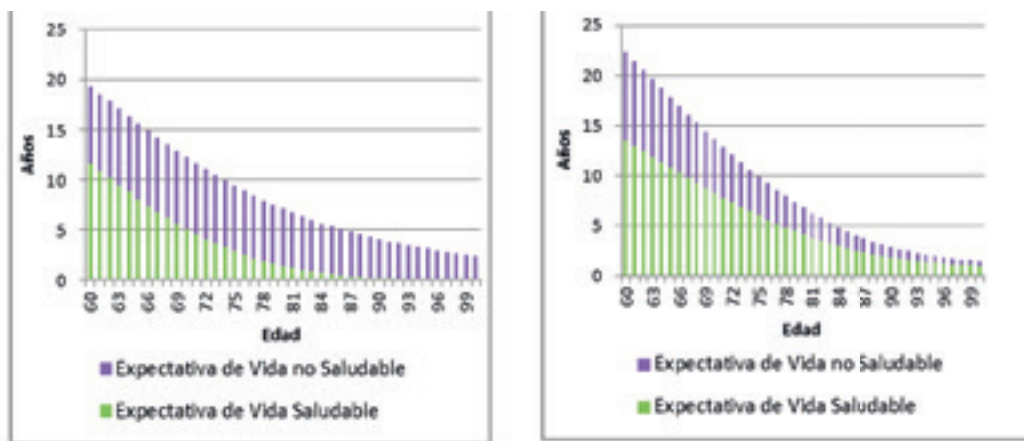 25
20
15
10
5
0
Años
60 63 66 69 72 75 78 81 84 87 90 93 96 99
Edad
Expectativa de Vida no Saludable
Expectativa de Vida Saludable
25
20
15
10
5
0
Años
60 63 66 69 72 75 78 81 84 87 90 93 96 99
Edad
Expectativa de Vida no Saludable
Expectativa de Vida Saludable